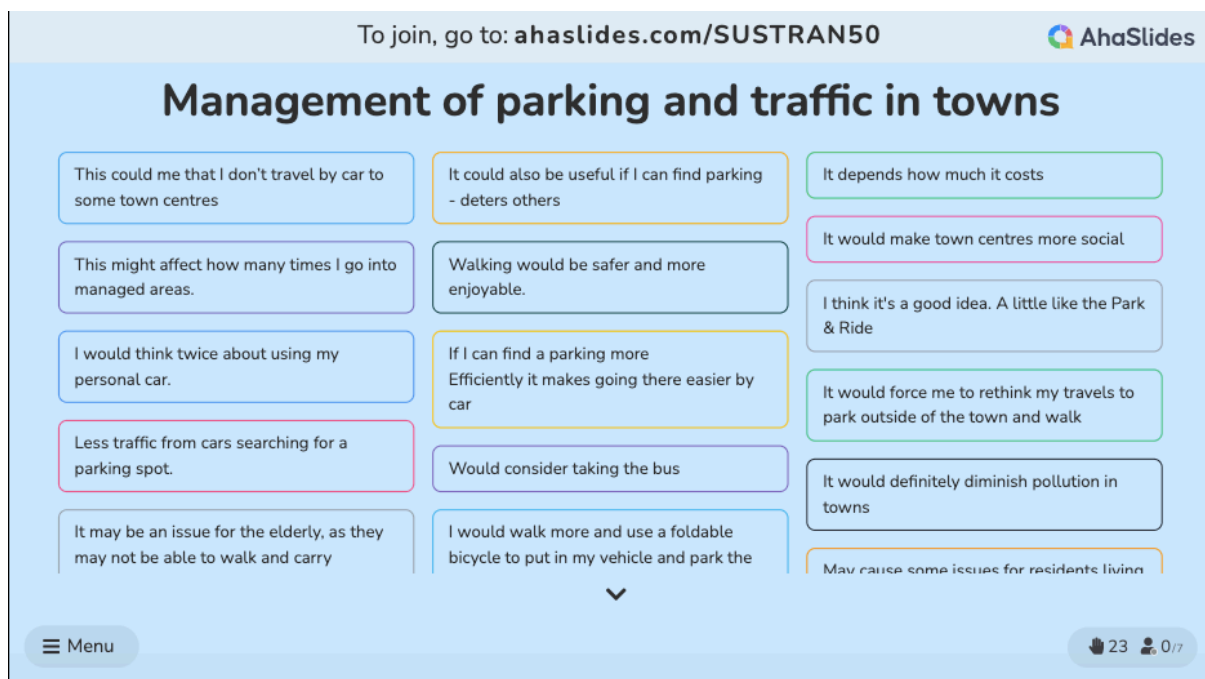 To join, go to: ahaslides.com/SUSTRAN50
AhaSlides
Management of parking and traffic in towns
This could me that I don't travel by car to
some town centres
This might affect how many times I go into
managed areas.
I would think twice about using my
personal car.
Less traffic from cars searching for a
parking spot.
It may be an issue for the elderly, as they
may not be able to walk and carry
It could also be useful if I can find parking
- deters others
Walking would be safer and more
enjoyable.
If I can find a parking more
Efficiently it makes going there easier by
car
Would consider taking the bus
I would walk more and use a foldable
bicycle to put in my vehicle and park the
It depends how much it costs
It would make town centres more social
I think it's a good idea. A little like the Park
& Ride
It would force me to rethink my travels to
park outside of the town and walk
It would definitely diminish pollution in
towns
May cause some issues for residents living
Menu
23 0/7